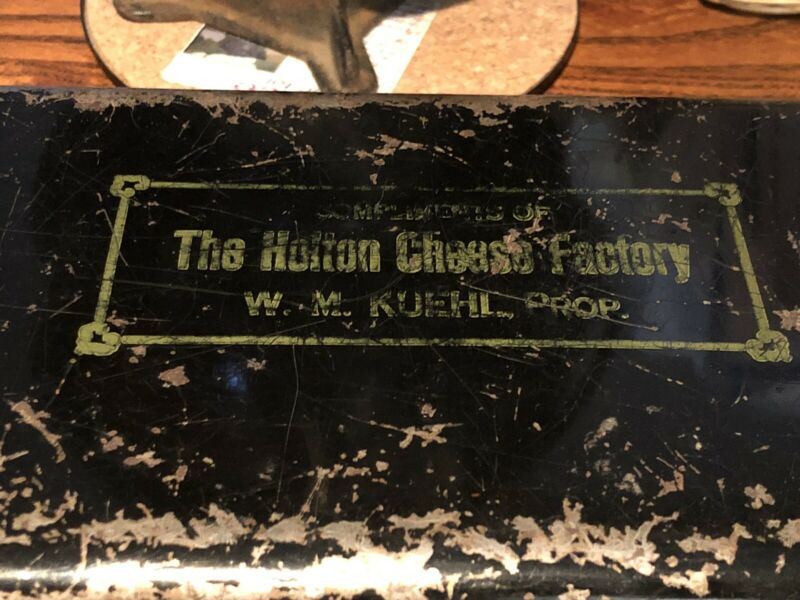 COMPLIMENTS OF
The Holton Cheese Factory
W. M. KUEHL, PROP.